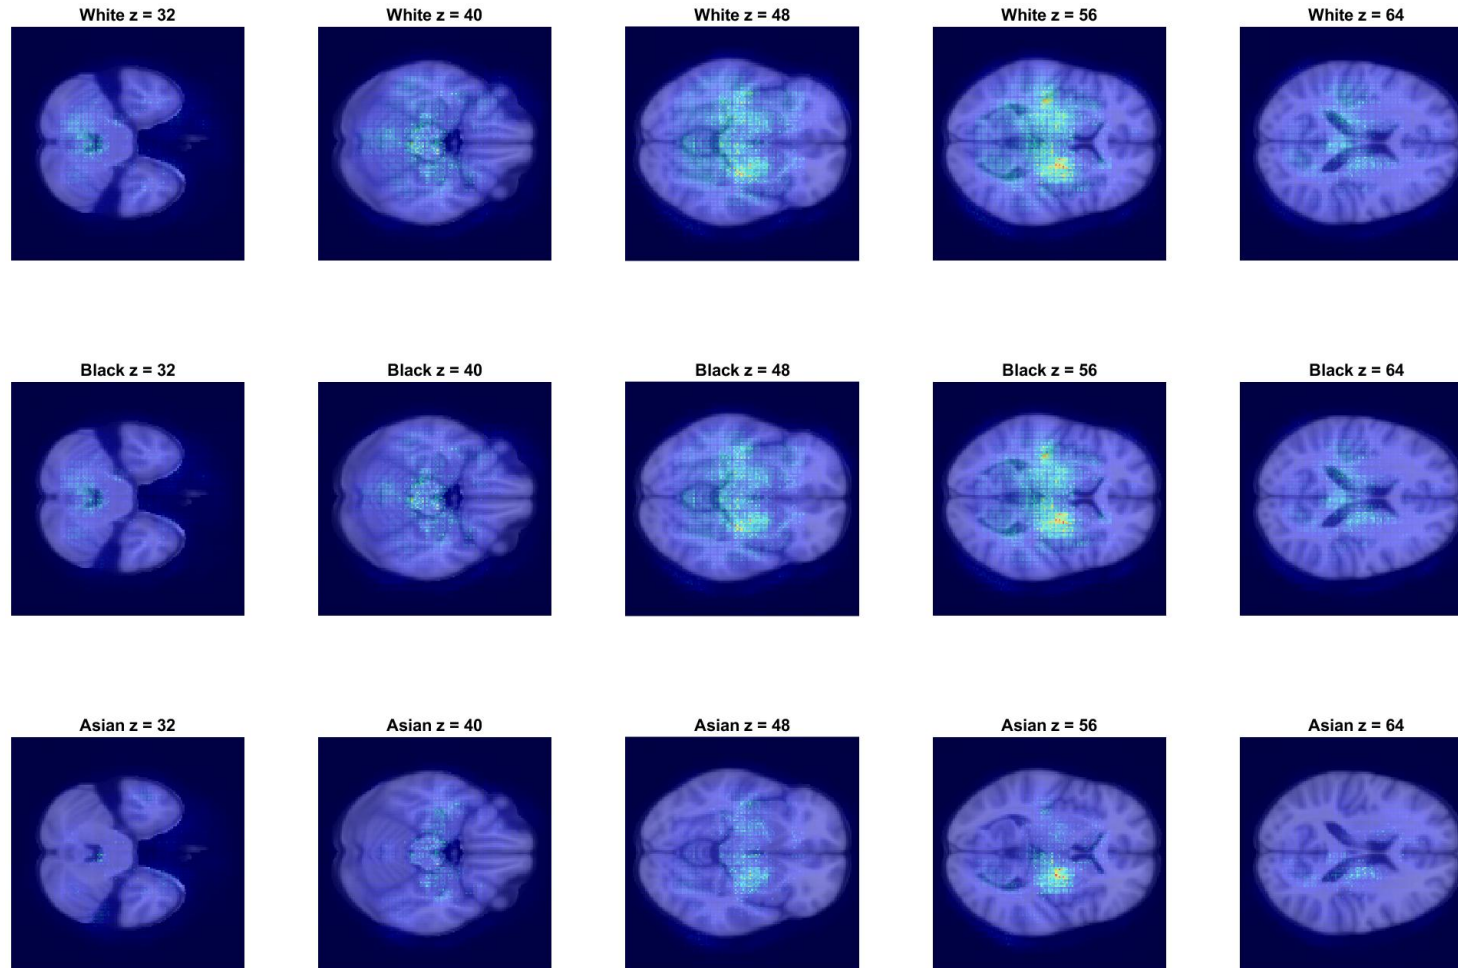 White z = 32
White z = 40
White z = 48
White z = 56
White z = 64
Black z = 32
Black z = 40
Black z = 48
Black z = 56
Black z = 64
Asian z = 32
Asian z = 40
Asian z = 48
Asian z = 56
Asian z = 64